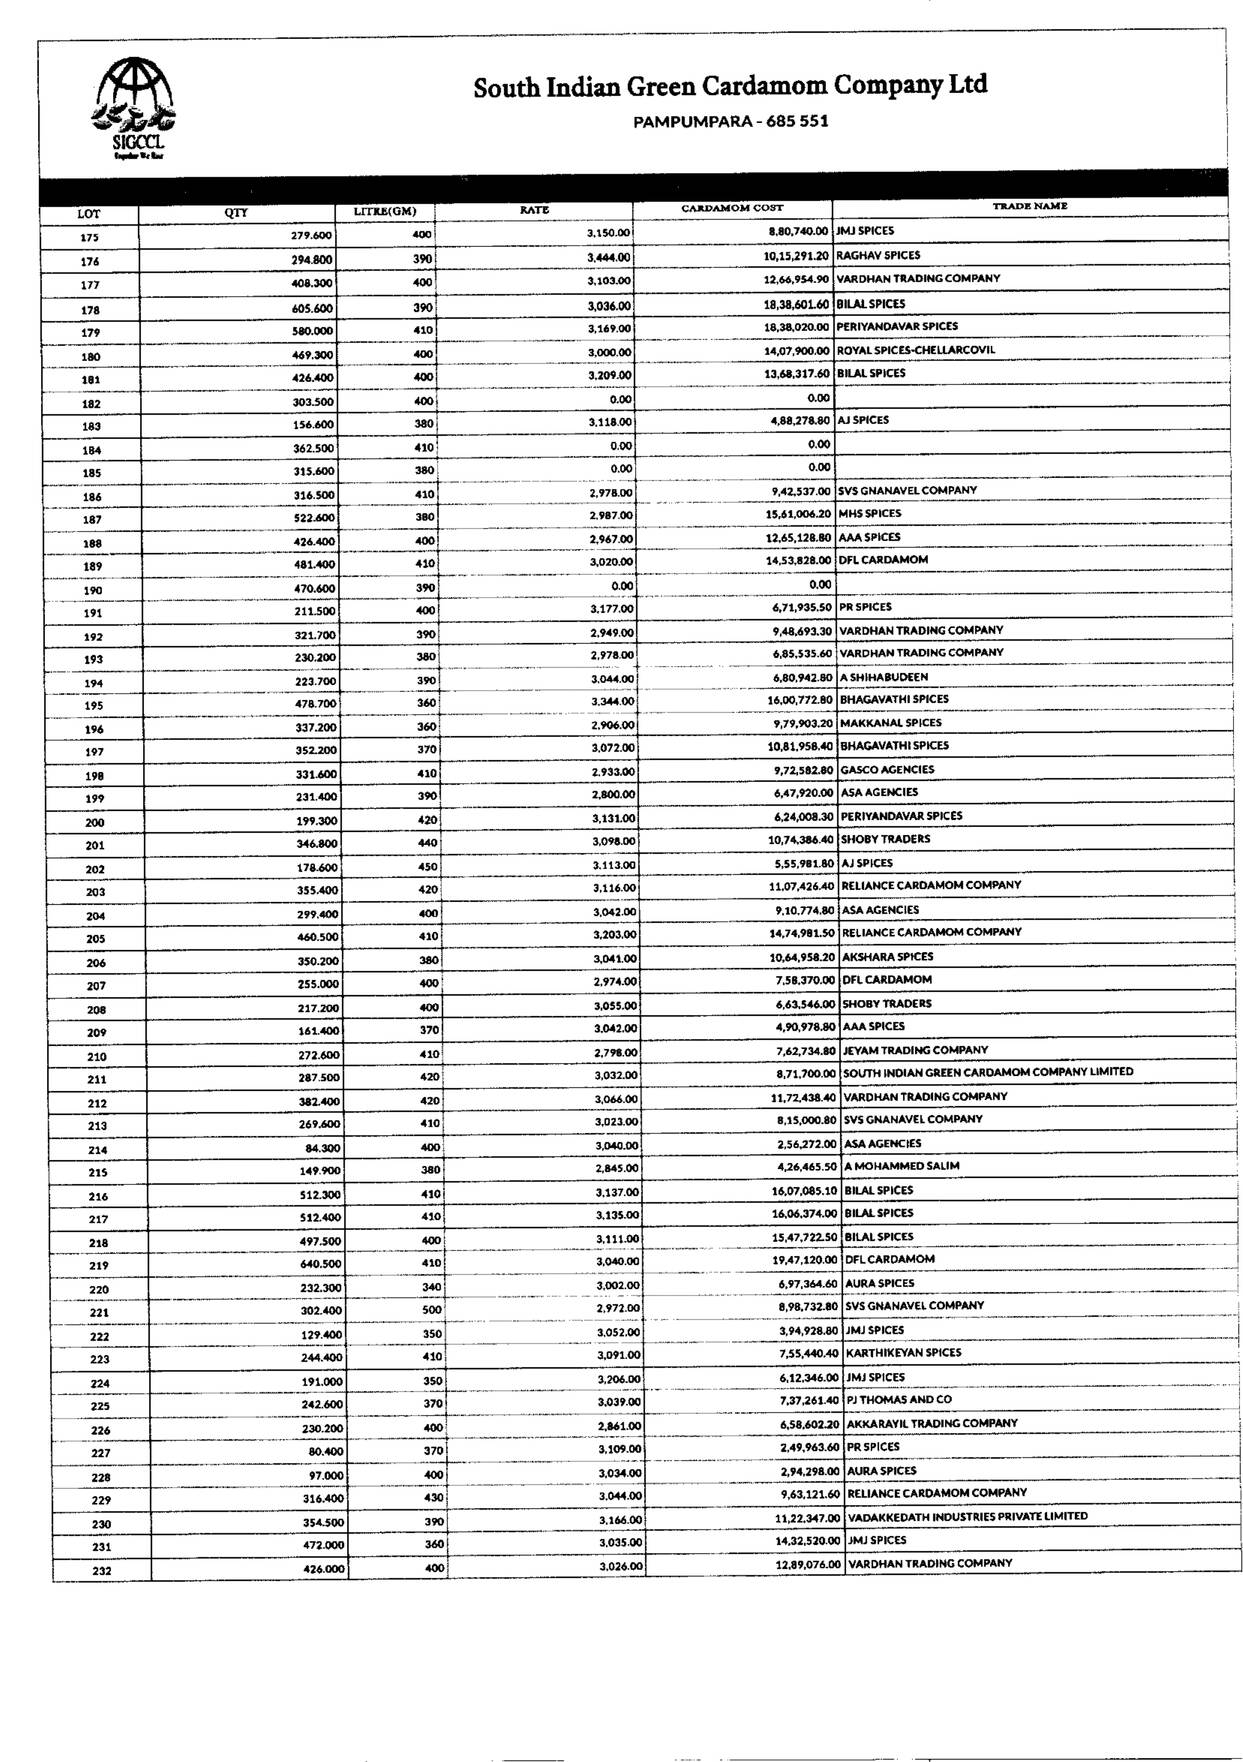 South Indian Green Cardamom Company Ltd
PAMPUMPARA - 685 551
SIGCCL
Together We Rise
LOT QTY LITRE(GM) RATE CARDAMOM COST TRADE NAME
175 279.600 400 3,150.00 8,80,740.00 JMJ SPICES
176 294.800 390 3,444.00 10,15,291.20 RAGHAV SPICES
177 408.300 400 3,103.00 12,66,954.90 VARDHAN TRADING COMPANY
178 605.600 390 3,036.00 18,38,601.60 BILAL SPICES
179 580.000 410 3,169.00 18,38,020.00 PERIYANDAVAR SPICES
180 469.300 400 3,000.00 14,07,900.00 ROYAL SPICES-CHELLARCOVIL
181 426.400 400 3,209.00 13,68,317.60 BILAL SPICES
182 303.500 400 0.00 0.00
183 156.600 380 3,118.00 4,88,278.80 AJ SPICES
184 362.500 410 0.00 0.00
185 315.600 380 0.00 0.00
186 316.500 410 2,978.00 9,42,537.00 SVS GNANAVEL COMPANY
187 522.600 380 2,987.00 15,61,006.20 MHS SPICES
188 426.400 400 2,967.00 12,65,128.80 AAA SPICES
189 481.400 410 3,020.00 14,53,828.00 DFL CARDAMOM
190 470.600 390 0.00 0.00
191 211.500 400 3,177.00 6,71,935.50 PR SPICES
192 321.700 390 2,949.00 9,48,693.30 VARDHAN TRADING COMPANY
193 230.200 380 2,978.00 6,85,535.60 VARDHAN TRADING COMPANY
194 223.700 390 3,044.00 6,80,942.80 A SHIHABUDEEN
195 478.700 360 3,344.00 16,00,772.80 BHAGAVATHI SPICES
196 337.200 360 2,906.00 9,79,903.20 MAKKANAL SPICES
197 352.200 370 3,072.00 10,81,958.40 BHAGAVATHI SPICES
198 331.600 410 2,933.00 9,72,582.80 GASCO AGENCIES
199 231.400 390 2,800.00 6,47,920.00 ASA AGENCIES
200 199.300 420 3,131.00 6,24,008.30 PERIYANDAVAR SPICES
201 346.800 440 3,098.00 10,74,386.40 SHOBY TRADERS
202 178.600 450 3,113.00 5,55,981.80 AJ SPICES
203 355.400 420 3,116.00 11,07,426.40 RELIANCE CARDAMOM COMPANY
204 299.400 400 3,042.00 9,10,774.80 ASA AGENCIES
205 460.500 410 3,203.00 14,74,981.50 RELIANCE CARDAMOM COMPANY
206 350.200 380 3,041.00 10,64,958.20 AKSHARA SPICES
207 255.000 400 2,974.00 7,58,370.00 DFL CARDAMOM
208 217.200 400 3,055.00 6,63,546.00 SHOBY TRADERS
209 161.400 370 3,042.00 4,90,978.80 AAA SPICES
210 272.600 410 2,798.00 7,62,734.80 JEYAM TRADING COMPANY
211 287.500 420 3,032.00 8,71,700.00 SOUTH INDIAN GREEN CARDAMOM COMPANY LIMITED
212 382.400 420 3,066.00 11,72,438.40 VARDHAN TRADING COMPANY
213 269.600 410 3,023.00 8,15,000.80 SVS GNANAVEL COMPANY
214 84.300 400 3,040.00 2,56,272.00 ASA AGENCIES
215 149.900 380 2,845.00 4,26,465.50 A MOHAMMED SALIM
216 512.300 410 3,137.00 16,07,085.10 BILAL SPICES
217 512.400 410 3,135.00 16,06,374.00 BILAL SPICES
218 497.500 400 3,111.00 15,47,722.50 BILAL SPICES
219 640.500 410 3,040.00 19,47,120.00 DFL CARDAMOM
220 232.300 340 3,002.00 6,97,364.60 AURA SPICES
221 302.400 500 2,972.00 8,98,732.80 SVS GNANAVEL COMPANY
222 129.400 350 3,052.00 3,94,928.80 JMJ SPICES
223 244.400 410 3,091.00 7,55,440.40 KARTHIKEYAN SPICES
224 191.000 350 3,206.00 6,12,346.00 JMJ SPICES
225 242.600 370 3,039.00 7,37,261.40 PJ THOMAS AND CO
226 230.200 400 2,861.00 6,58,602.20 AKKARAYIL TRADING COMPANY
227 80.400 370 3,109.00 2,49,963.60 PR SPICES
228 97.000 400 3,034.00 2,94,298.00 AURA SPICES
229 316.400 430 3,044.00 9,63,121.60 RELIANCE CARDAMOM COMPANY
230 354.500 390 3,166.00 11,22,347.00 VADAKKEDATH INDUSTRIES PRIVATE LIMITED
231 472.000 360 3,035.00 14,32,520.00 JMJ SPICES
232 426.000 400 3,026.00 12,89,076.00 VARDHAN TRADING COMPANY